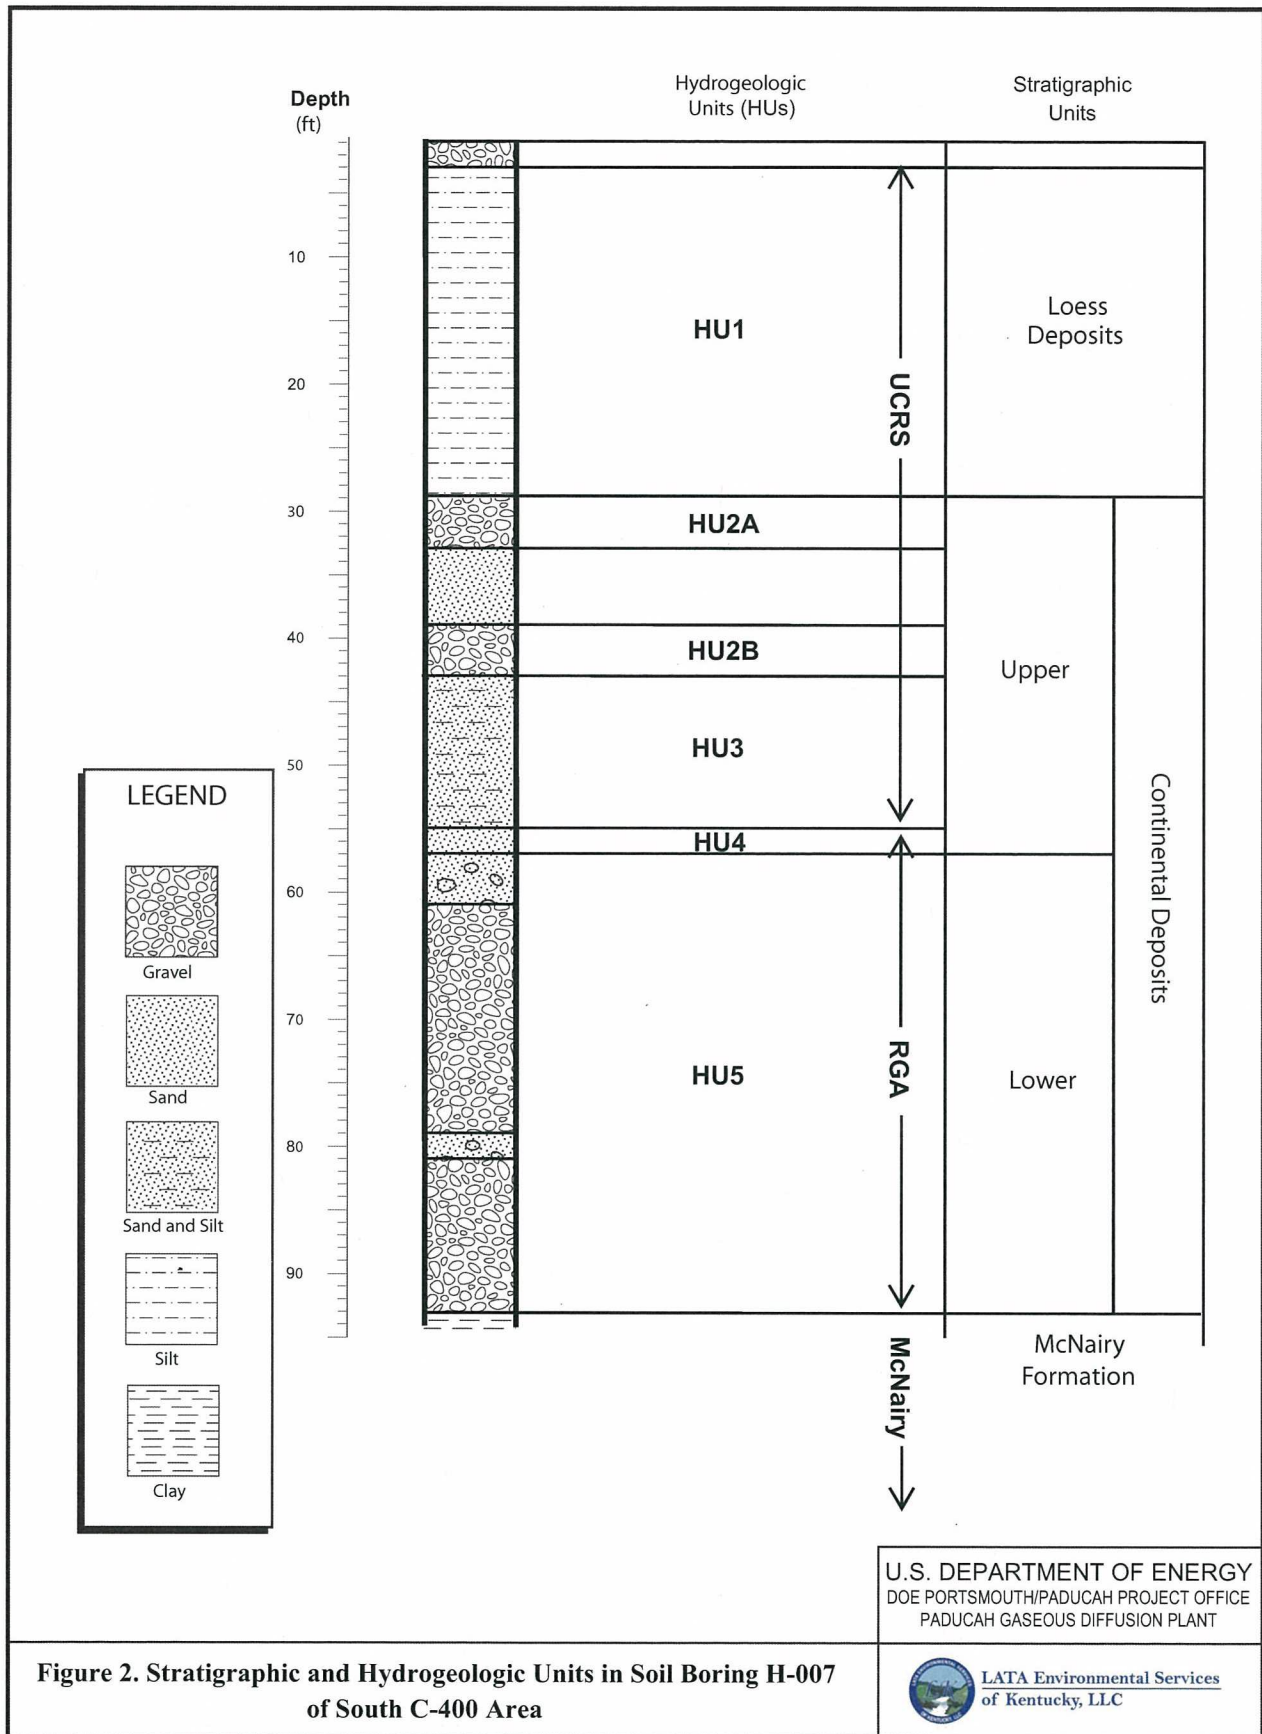 Depth
(ft)
Hydrogeologic
Units (HUs)
Stratigraphic
Units
10
20
30
40
50
60
70
80
90
HU1
HU2A
HU2B
HU3
HU4
HU5
UCRS
RGA
McNairy
Loess
Deposits
Upper
Lower
Continental Deposits
McNairy
Formation
LEGEND
Gravel
Sand
Sand and Silt
Silt
Clay
U.S. DEPARTMENT OF ENERGY
DOE PORTSMOUTH/PADUCAH PROJECT OFFICE
PADUCAH GASEOUS DIFFUSION PLANT
Figure 2. Stratigraphic and Hydrogeologic Units in Soil Boring H-007
of South C-400 Area
LATA Environmental Services
of Kentucky, LLC